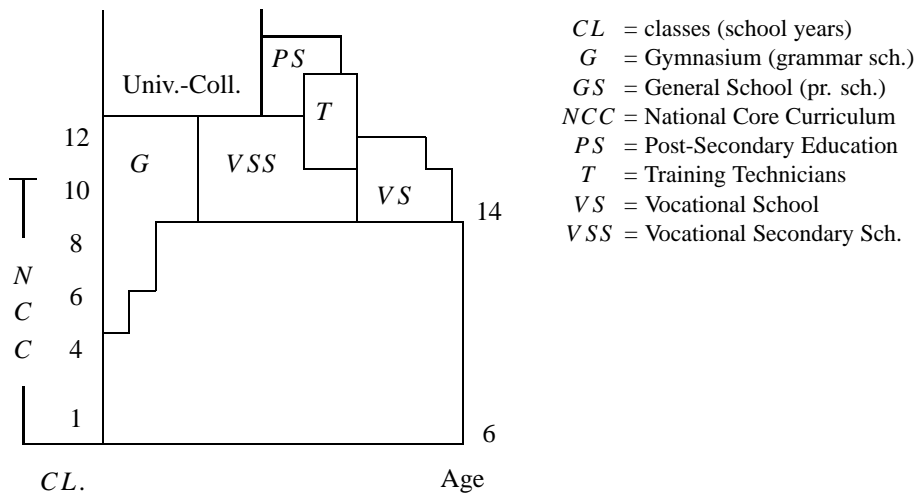 PS
Univ.-Coll.
T
12
G
VSS
10
VS
14
8
N
C
C
6
4
1
6
CL.
Age
CL = classes (school years)
G = Gymnasium (grammar sch.)
GS = General School (pr. sch.)
NCC = National Core Curriculum
PS = Post-Secondary Education
T = Training Technicians
VS = Vocational School
VSS = Vocational Secondary Sch.